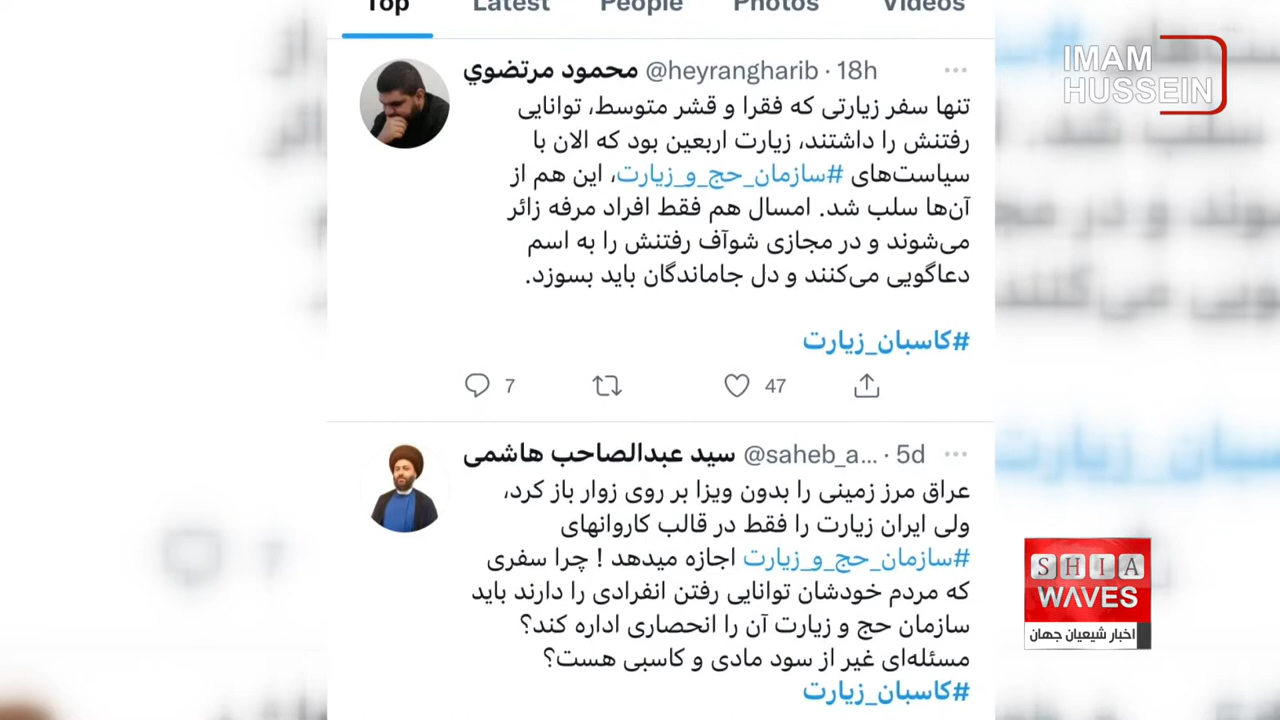 Top Latest People Photos Videos
محمود مرتضوي @heyrangharib · 18h
تنها سفر زیارتی که فقرا و قشر متوسط، توانایی
رفتنش را داشتند، زیارت اربعین بود که الان با
سیاست‌های #سازمان_حج_و_زیارت، این هم از
آن‌ها سلب شد. امسال هم فقط افراد مرفه زائر
می‌شوند و در مجازی شوآف رفتنش را به اسم
دعاگویی می‌کنند و دل جاماندگان باید بسوزد.
#کاسبان_زیارت
7 47
سید عبدالصاحب هاشمی @saheb_a... · 5d
عراق مرز زمینی را بدون ویزا بر روی زوار باز کرد،
ولی ایران زیارت را فقط در قالب کاروانهای
#سازمان_حج_و_زیارت اجازه میدهد ! چرا سفری
که مردم خودشان توانایی رفتن انفرادی را دارند باید
سازمان حج و زیارت آن را انحصاری اداره کند؟
مسئله‌ای غیر از سود مادی و کاسبی هست؟
#کاسبان_زیارت
IMAM
HUSSEIN
SHIA
WAVES
اخبار شیعیان جهان